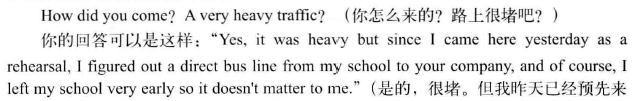 How did you come? A very heavy traffic? （你怎么来的？路上很堵吧？）
你的回答可以是这样：“Yes, it was heavy but since I came here yesterday as a
rehearsal, I figured out a direct bus line from my school to your company, and of course, I
left my school very early so it doesn't matter to me.”（是的，很堵。但我昨天已经预先来